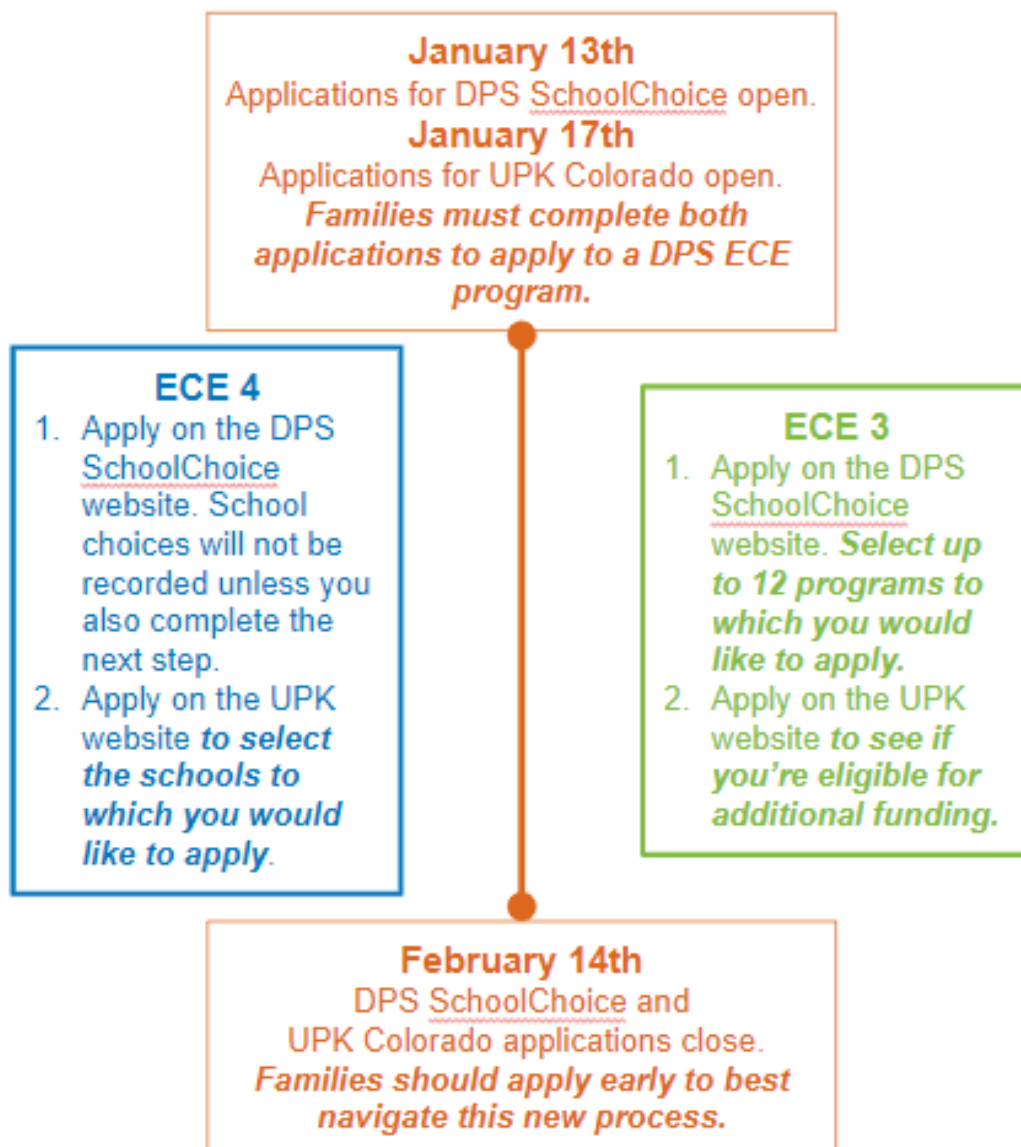 January 13th
Applications for DPS SchoolChoice open.
January 17th
Applications for UPK Colorado open.
Families must complete both
applications to apply to a DPS ECE
program.
ECE 4
1. Apply on the DPS
SchoolChoice
website. School
choices will not be
recorded unless you
also complete the
next step.
2. Apply on the UPK
website to select
the schools to
which you would
like to apply.
ECE 3
1. Apply on the DPS
SchoolChoice
website. Select up
to 12 programs to
which you would
like to apply.
2. Apply on the UPK
website to see if
you’re eligible for
additional funding.
February 14th
DPS SchoolChoice and
UPK Colorado applications close.
Families should apply early to best
navigate this new process.